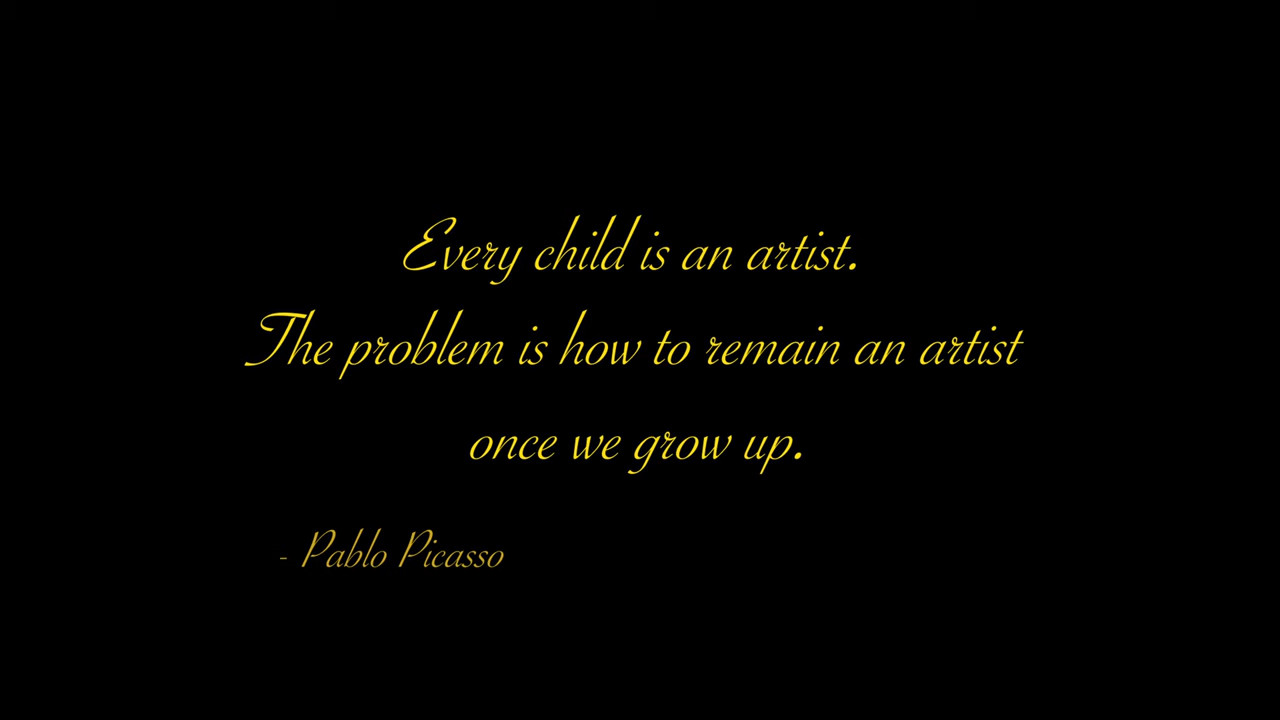 Every child is an artist.
The problem is how to remain an artist
once we grow up.
- Pablo Picasso